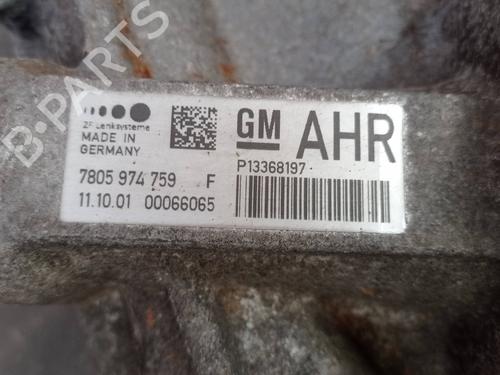 B-PARTS
ZF Lenksysteme
MADE IN
GERMANY
GM AHR
P13368197
7805 974 759 F
11.10.01 00066065